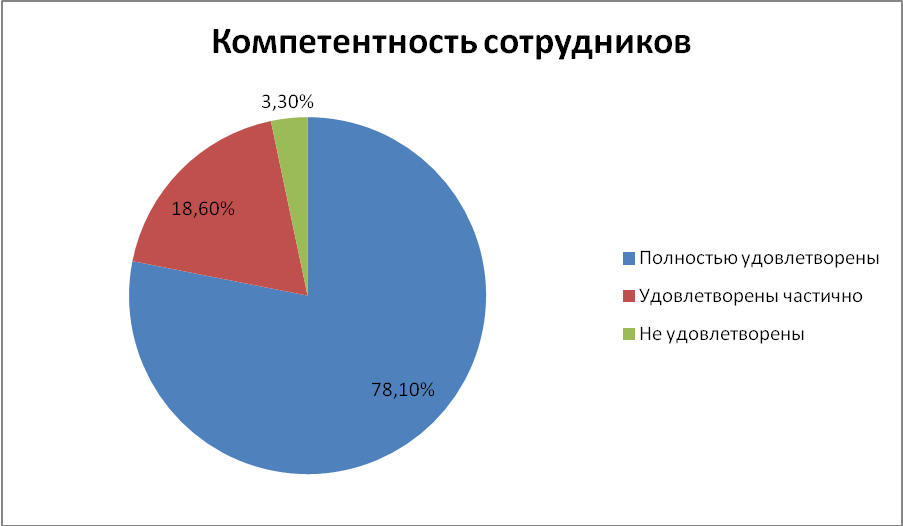 Компетентность сотрудников
3,30%
18,60%
78,10%
Полностью удовлетворены
Удовлетворены частично
Не удовлетворены